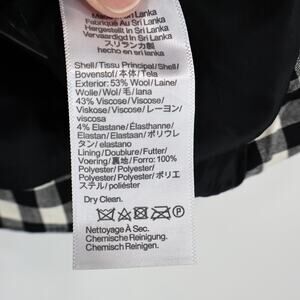 Made in Sri Lanka
Fabriqué Au Sri Lanka
Hergestellt In Sri Lanka
Vervaardigd In Sri Lanka
スリランカ製
Shell/Tissu Principal/Shell/
Bovenstof/本体/Tela
Exterior: 53% Wool/Laine/
Wolle/Wol/毛/lana
43% Viscose/Viscose/
Viskose/Viscose/レーヨン/
viscosa
4% Elastane/Élasthanne/
Elastan/Elastaan/ポリウレ
タン/elastano
Lining/Doublure/Futter/
Voering/裏地/Forro: 100%
Polyester/Polyester/
Polyester/Polyester/ポリエ
ステル/poliéster
Dry Clean.
Nettoyage À Sec.
Chemische Reinigung.
Chemisch Reinigen.